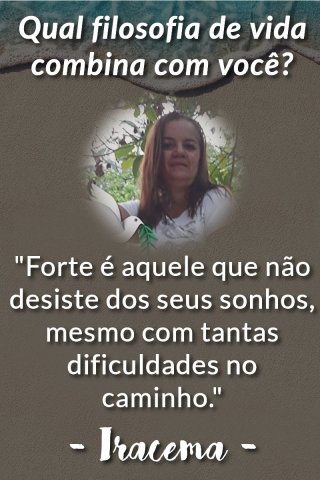 Qual filosofia de vida
combina com você?
"Forte é aquele que não
desiste dos seus sonhos,
mesmo com tantas
dificuldades no
caminho."
- Iracema -